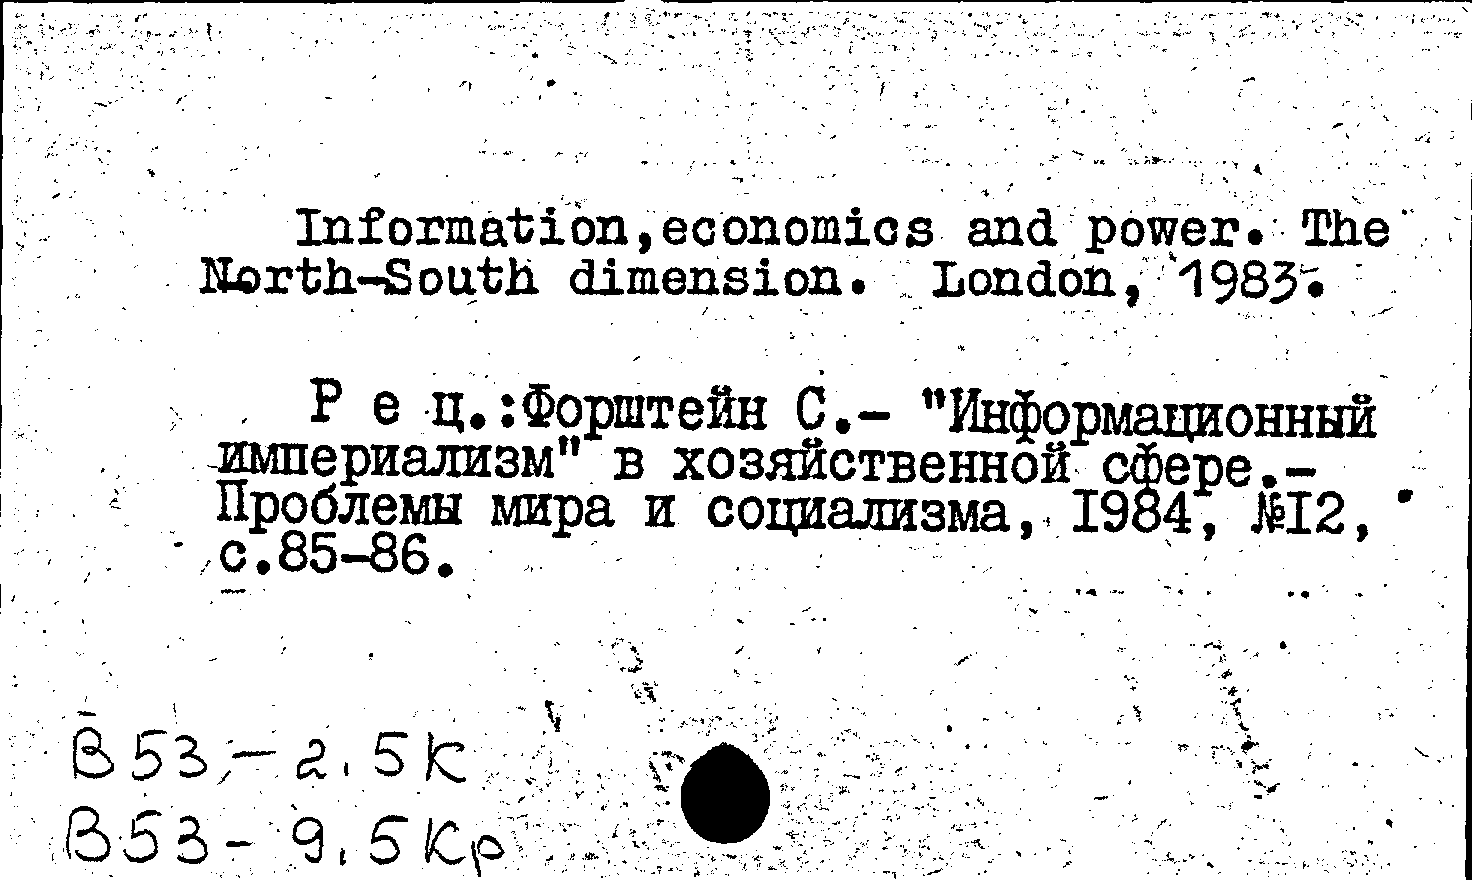 Information,economics and power. The
North-South dimension. London, 1983.
Р е ц.:Форштейн С.- "Информационный
империализм" в хозяйственной сфере.-
Проблемы мира и социализма, 1984, №12,
с.85-86.
В53-2.5К
В53-9.5Кр